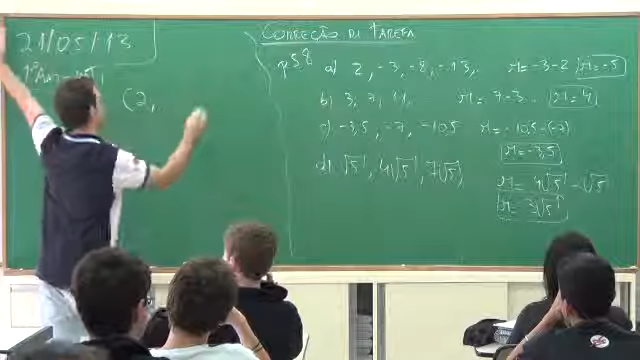 21/05/13
(2,
CORREÇÃO DA TAREFA
p58
a) 2, -3, -8, -13, r = -3 - 2 r = -5
b) 3, 7, 11, r = 7 - 3 r = 4
c) -3,5, -7, -10,5 r = -10,5 - (-7)
r = -3,5
d) √5, 4√5, 7√5, r = 4√5 - √5
r = 3√5